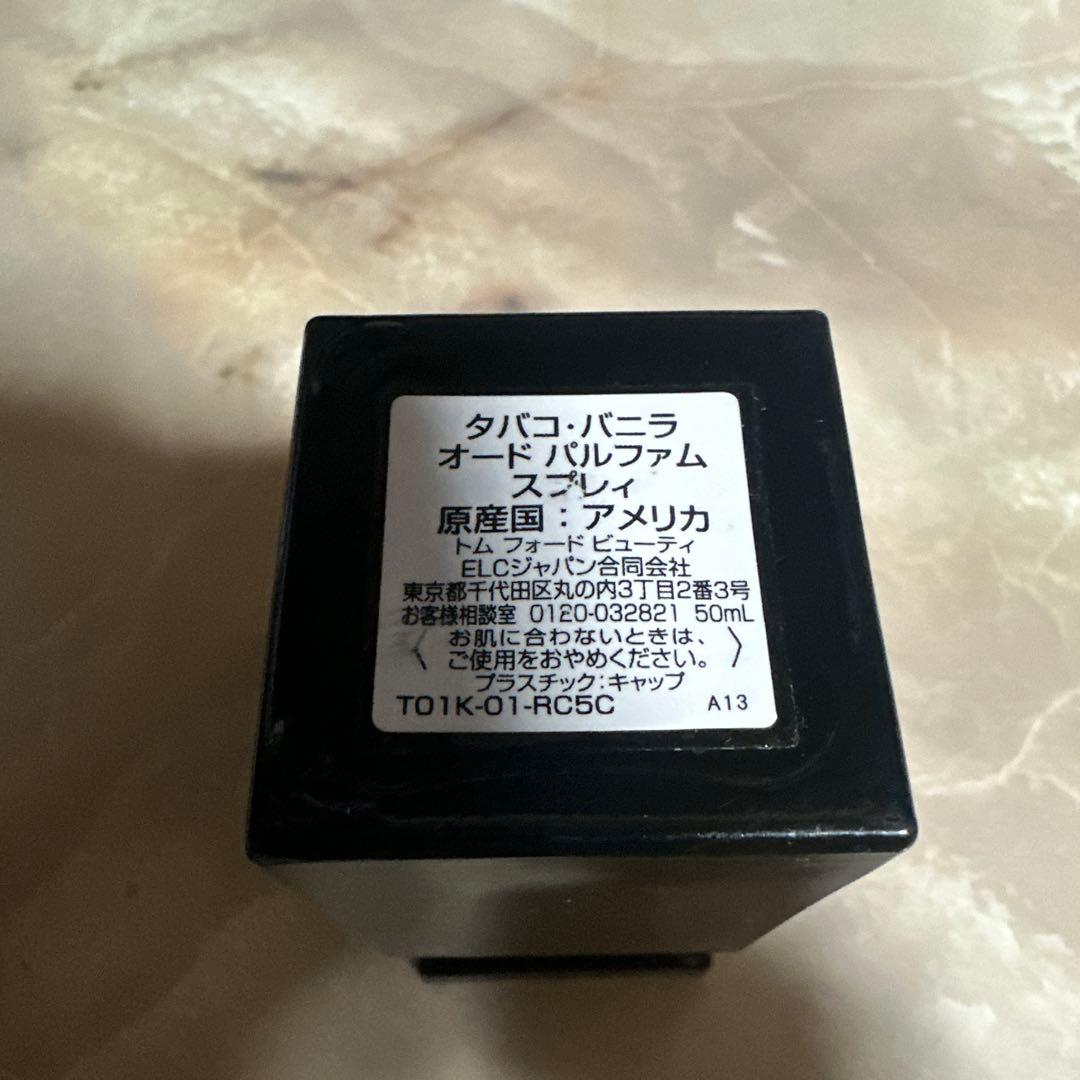 タバコ・バニラ
オード パルファム
スプレィ
原産国：アメリカ
トム フォード ビューティ
ELCジャパン合同会社
東京都千代田区丸の内3丁目2番3号
お客様相談室 0120-032821 50mL
〈お肌に合わないときは、
ご使用をおやめください。〉
プラスチック：キャップ
T01K-01-RC5C A13